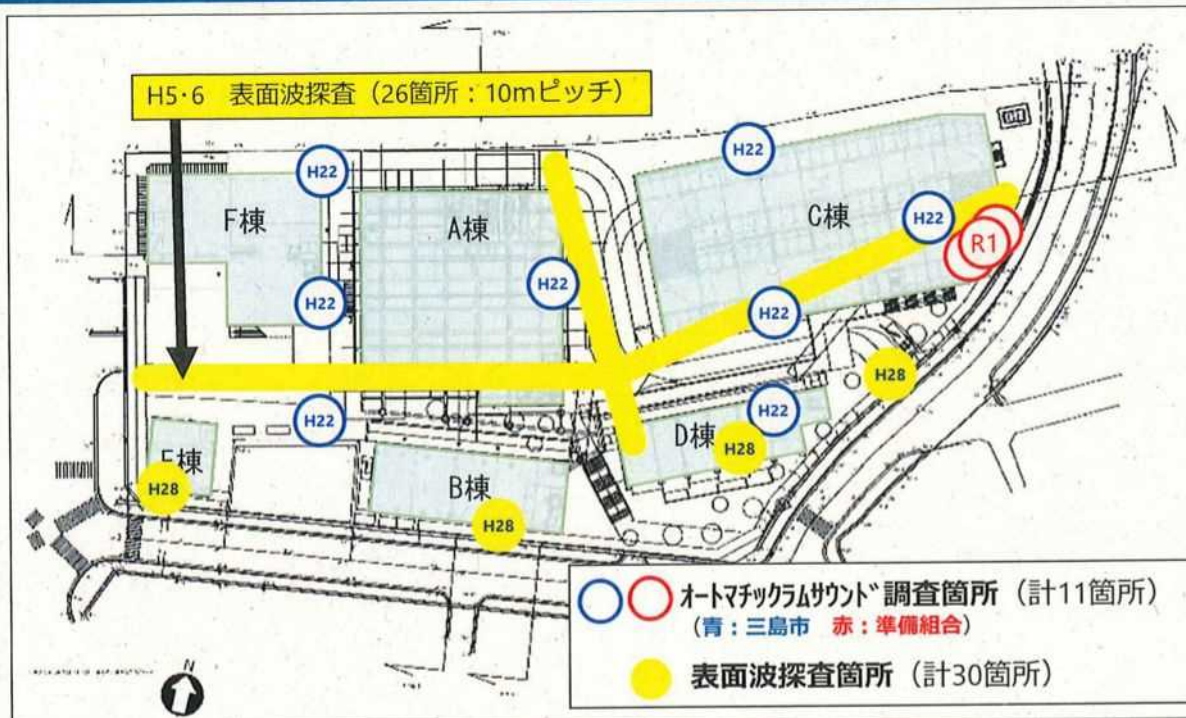 H5･6 表面波探査（26箇所：10mピッチ）
H22
H22
F棟
A棟
C棟
H22
R1
H22
H22
H22
H28
H22
H22
D棟
H28
E棟
H28
B棟
H28
オートマチックラムサウンド調査箇所（計11箇所）
（青：三島市 赤：準備組合）
表面波探査箇所（計30箇所）
N